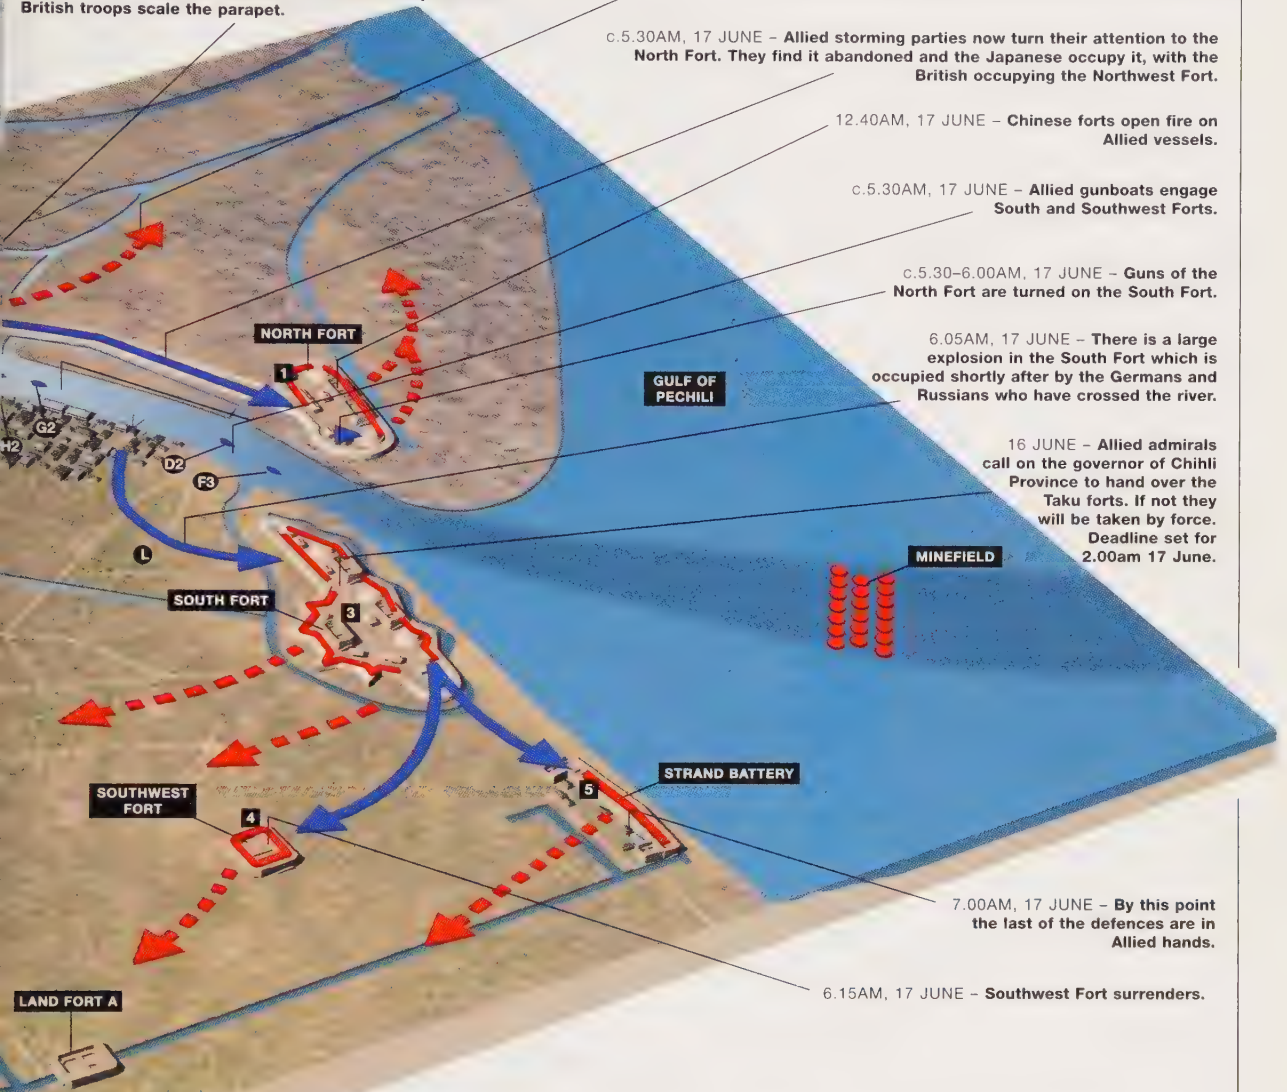 British troops scale the parapet.
c.5.30AM, 17 JUNE – Allied storming parties now turn their attention to the
North Fort. They find it abandoned and the Japanese occupy it, with the
British occupying the Northwest Fort.
12.40AM, 17 JUNE – Chinese forts open fire on
Allied vessels.
c.5.30AM, 17 JUNE – Allied gunboats engage
South and Southwest Forts.
c.5.30–6.00AM, 17 JUNE – Guns of the
North Fort are turned on the South Fort.
6.05AM, 17 JUNE – There is a large
explosion in the South Fort which is
occupied shortly after by the Germans and
Russians who have crossed the river.
16 JUNE – Allied admirals
call on the governor of Chihli
Province to hand over the
Taku forts. If not they
will be taken by force.
Deadline set for
2.00am 17 June.
NORTH FORT
1
GULF OF
PECHILI
G2
H2
D2
F3
L
MINEFIELD
SOUTH FORT
3
STRAND BATTERY
5
SOUTHWEST
FORT
4
7.00AM, 17 JUNE – By this point
the last of the defences are in
Allied hands.
6.15AM, 17 JUNE – Southwest Fort surrenders.
LAND FORT A